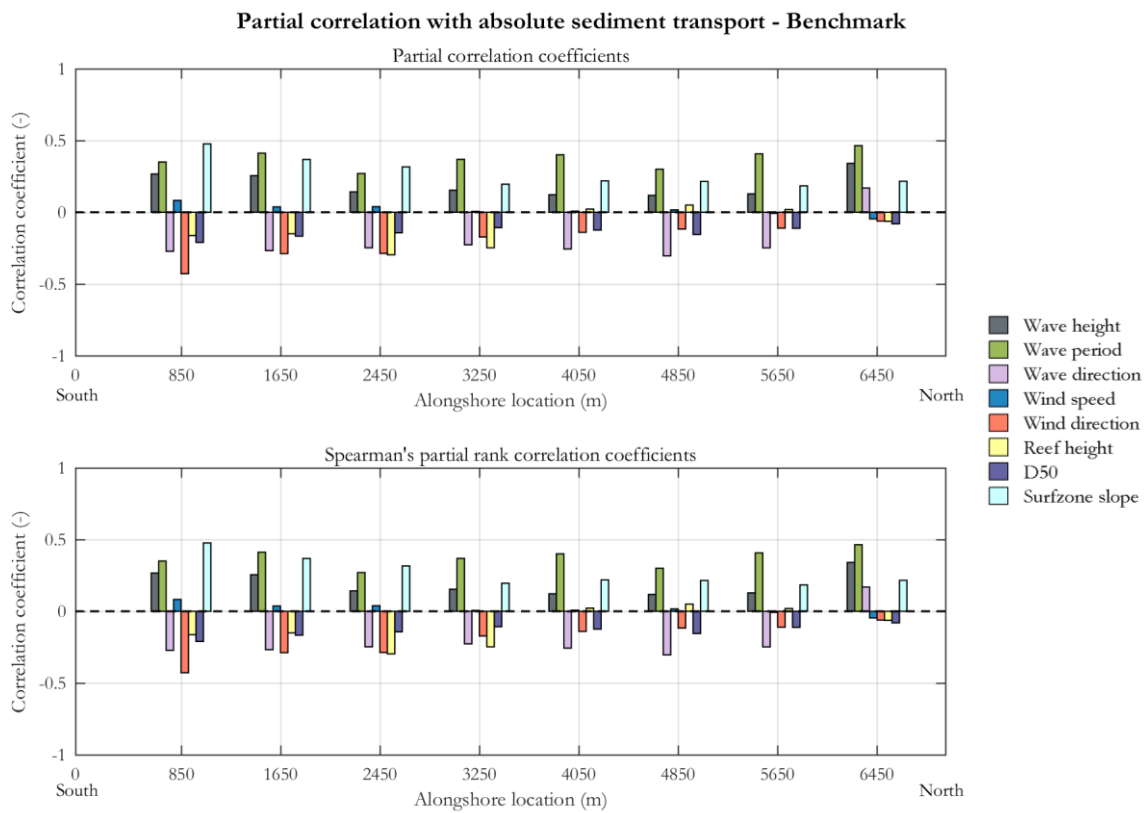 Partial correlation with absolute sediment transport - Benchmark
Partial correlation coefficients
1
0.5
0
-0.5
-1
Correlation coefficient (-)
0 850 1650 2450 3250 4050 4850 5650 6450
South North
Alongshore location (m)
Wave height
Wave period
Wave direction
Wind speed
Wind direction
Reef height
D50
Surfzone slope
Spearman's partial rank correlation coefficients
1
0.5
0
-0.5
-1
Correlation coefficient (-)
0 850 1650 2450 3250 4050 4850 5650 6450
South North
Alongshore location (m)